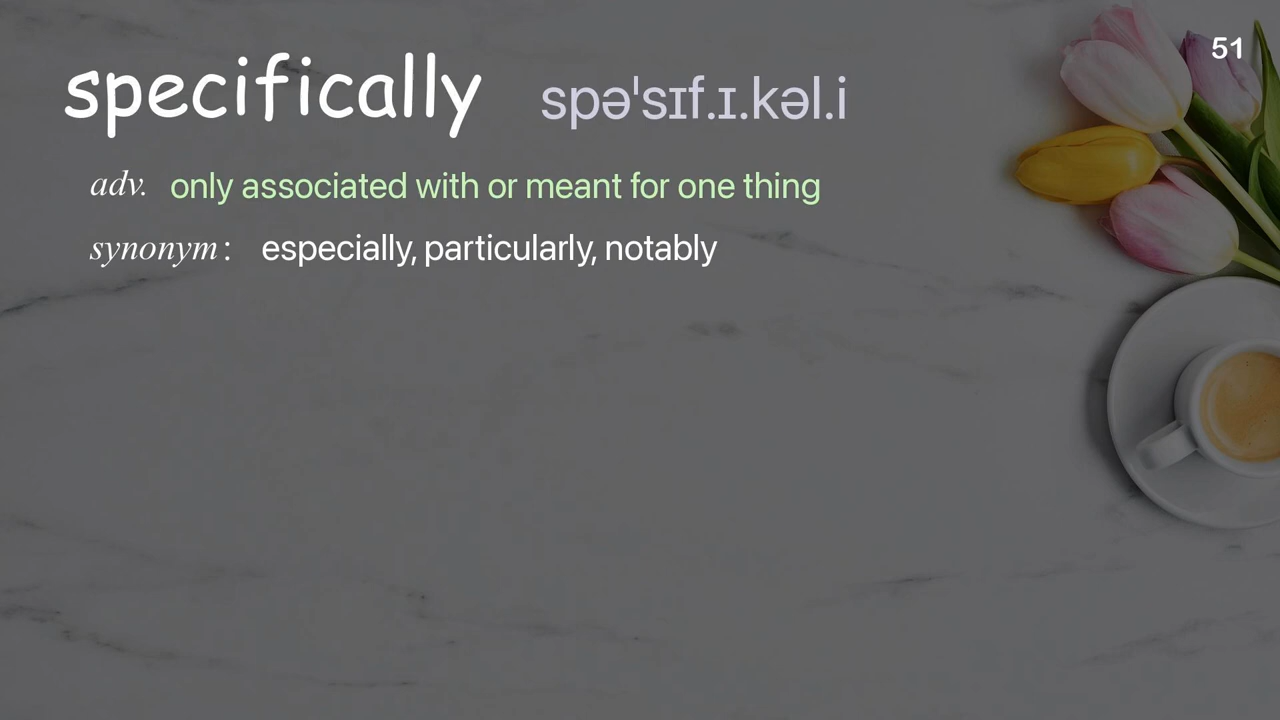 51
specifically spəˈsɪf.ɪ.kəl.i
adv. only associated with or meant for one thing
synonym: especially, particularly, notably